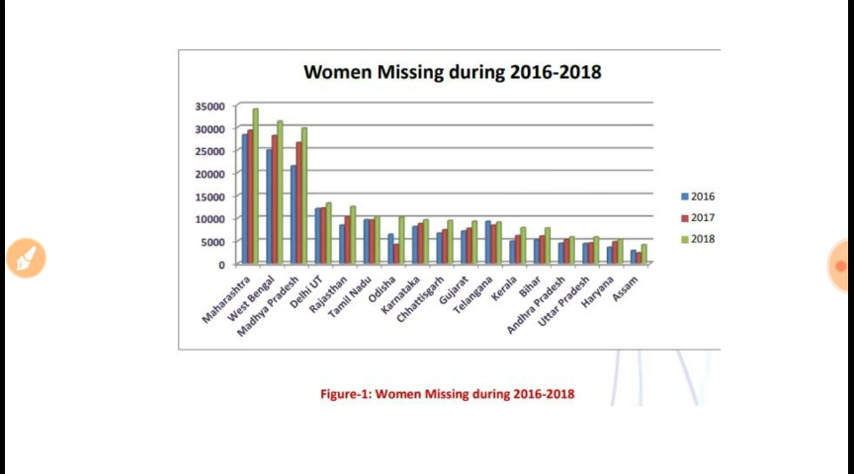 Women Missing during 2016-2018
35000
30000
25000
20000
15000
10000
5000
0
2016
2017
2018
Maharashtra
West Bengal
Madhya Pradesh
Delhi UT
Rajasthan
Tamil Nadu
Odisha
Karnataka
Chhattisgarh
Gujarat
Telangana
Kerala
Bihar
Andhra Pradesh
Uttar Pradesh
Haryana
Assam
Figure-1: Women Missing during 2016-2018